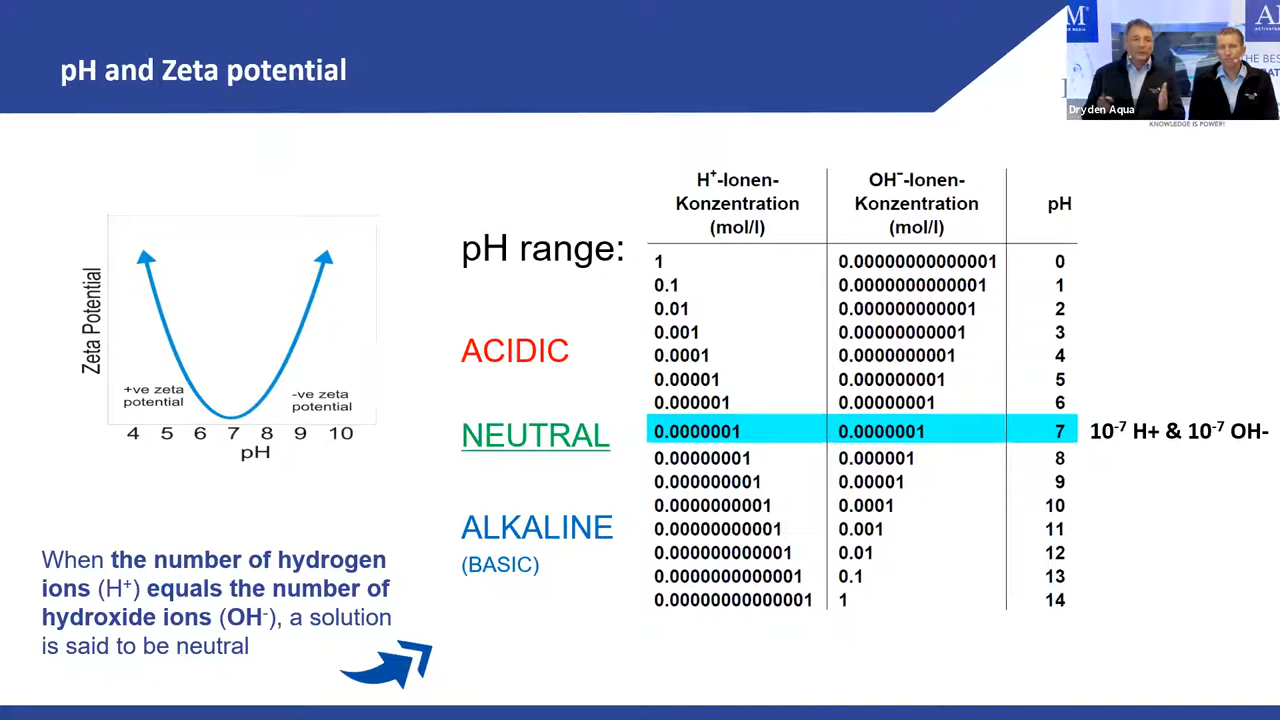 pH and Zeta potential
M®
A
ER MEDIA
ACTIVATE
THE BES
Dryden Aqua
KNOWLEDGE IS POWER!
Zeta Potential
+ve zeta
potential
-ve zeta
potential
4 5 6 7 8 9 10
pH
When the number of hydrogen
ions (H+) equals the number of
hydroxide ions (OH-), a solution
is said to be neutral
pH range:
ACIDIC
NEUTRAL
ALKALINE
(BASIC)
H+-Ionen-
Konzentration
(mol/l)
OH−-Ionen-
Konzentration
(mol/l)
pH
1 0.00000000000001 0
0.1 0.0000000000001 1
0.01 0.000000000001 2
0.001 0.00000000001 3
0.0001 0.0000000001 4
0.00001 0.000000001 5
0.000001 0.00000001 6
0.0000001 0.0000001 7 10-7 H+ & 10-7 OH-
0.00000001 0.000001 8
0.000000001 0.00001 9
0.0000000001 0.0001 10
0.00000000001 0.001 11
0.000000000001 0.01 12
0.0000000000001 0.1 13
0.00000000000001 1 14